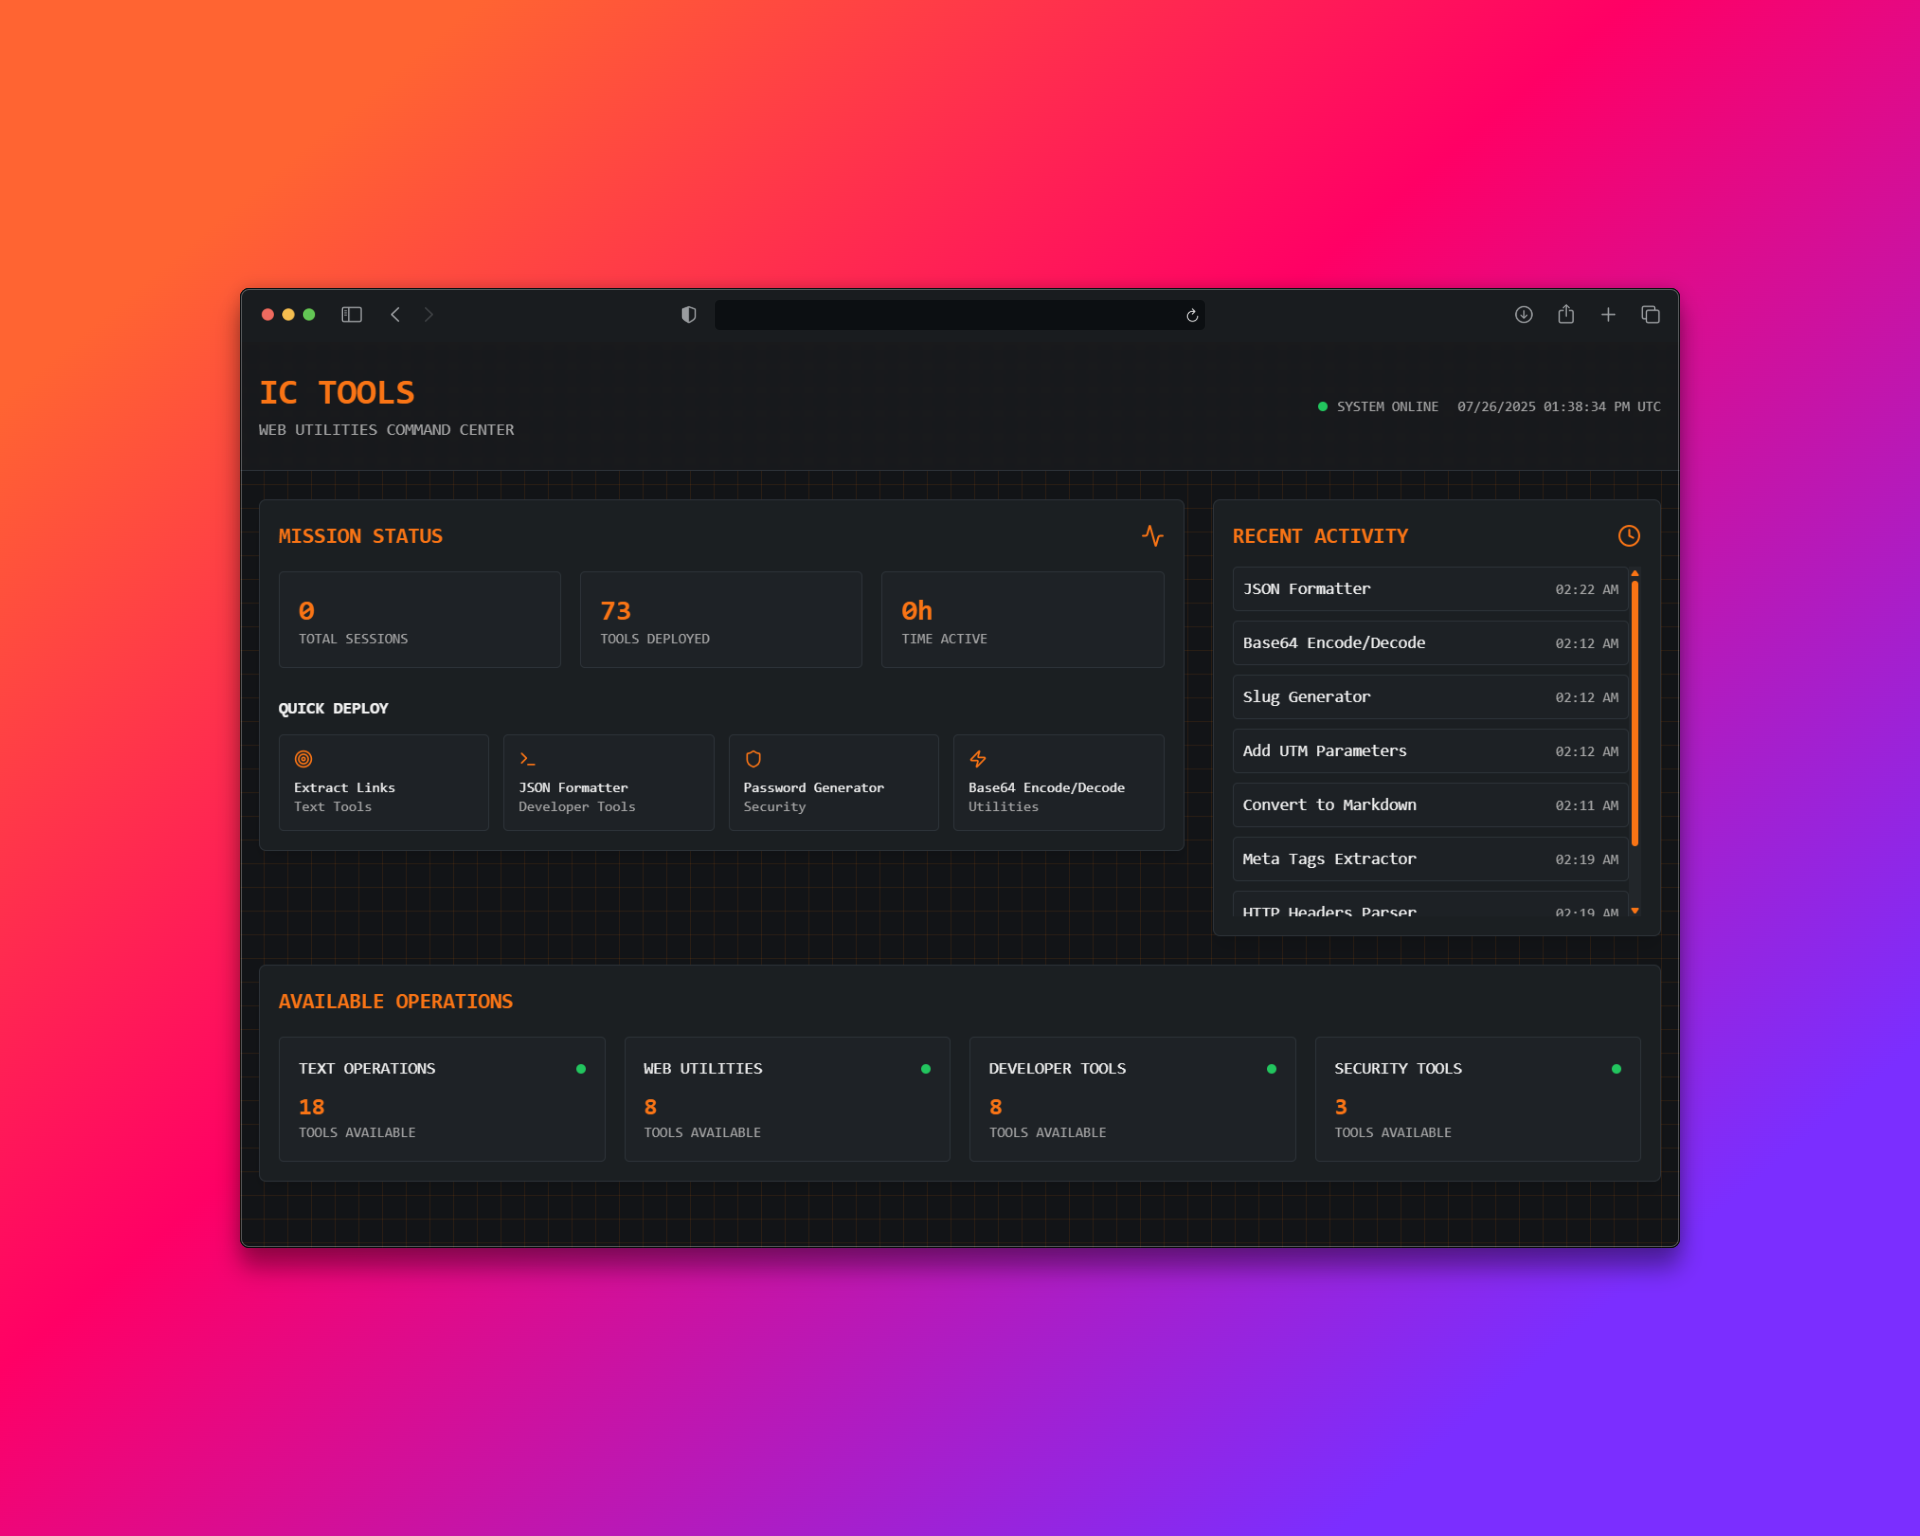 IC TOOLS
WEB UTILITIES COMMAND CENTER
SYSTEM ONLINE 07/26/2025 01:38:34 PM UTC
MISSION STATUS
0
TOTAL SESSIONS
73
TOOLS DEPLOYED
0h
TIME ACTIVE
QUICK DEPLOY
Extract Links
Text Tools
JSON Formatter
Developer Tools
Password Generator
Security
Base64 Encode/Decode
Utilities
RECENT ACTIVITY
JSON Formatter 02:22 AM
Base64 Encode/Decode 02:12 AM
Slug Generator 02:12 AM
Add UTM Parameters 02:12 AM
Convert to Markdown 02:11 AM
Meta Tags Extractor 02:19 AM
HTTP Headers Parser 02:19 AM
AVAILABLE OPERATIONS
TEXT OPERATIONS
18
TOOLS AVAILABLE
WEB UTILITIES
8
TOOLS AVAILABLE
DEVELOPER TOOLS
8
TOOLS AVAILABLE
SECURITY TOOLS
3
TOOLS AVAILABLE